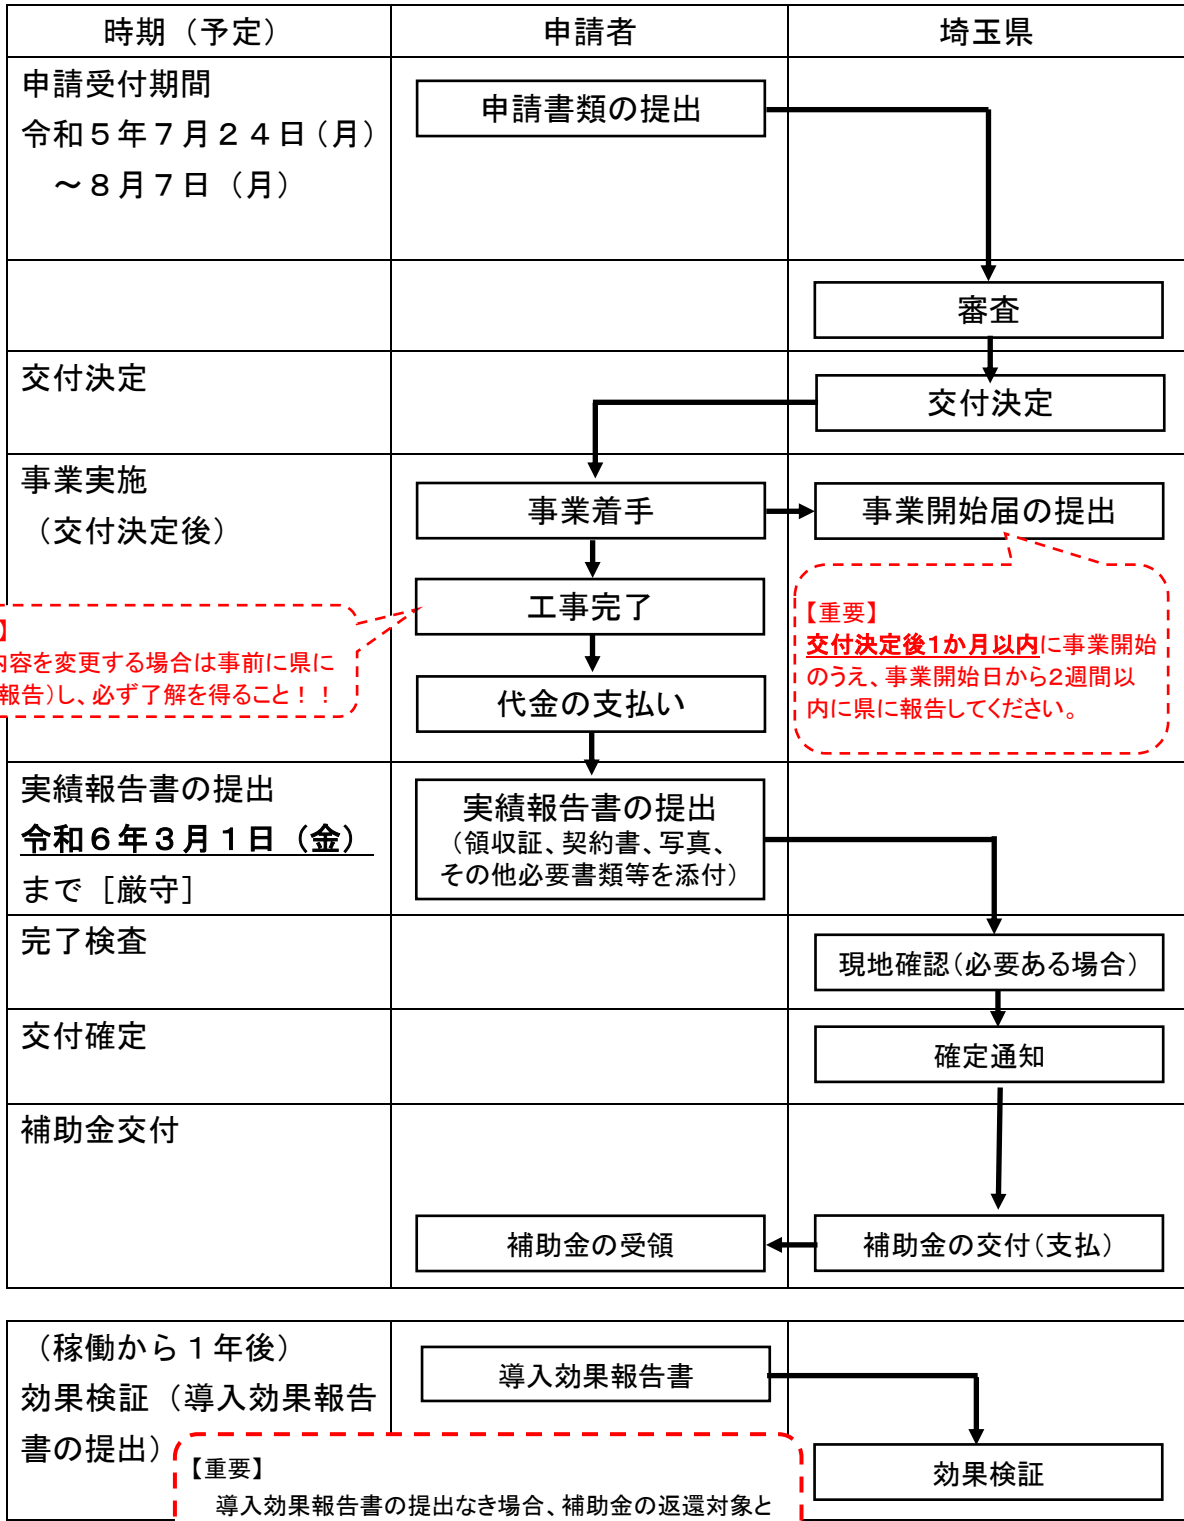 時期（予定）
申請者
埼玉県
申請受付期間
令和５年７月２４日（月）
～８月７日（月）
申請書類の提出
審査
交付決定
交付決定
事業実施
（交付決定後）
事業着手
事業開始届の提出
工事完了
代金の支払い
】
内容を変更する場合は事前に県に
報告）し、必ず了解を得ること！！
【重要】
交付決定後1か月以内に事業開始
のうえ、事業開始日から2週間以
内に県に報告してください。
実績報告書の提出
令和６年３月１日（金）
まで［厳守］
実績報告書の提出
（領収証、契約書、写真、
その他必要書類等を添付）
完了検査
現地確認（必要ある場合）
交付確定
確定通知
補助金交付
補助金の受領
補助金の交付（支払）
（稼働から１年後）
効果検証（導入効果報告
書の提出）
導入効果報告書
効果検証
【重要】
導入効果報告書の提出なき場合、補助金の返還対象と